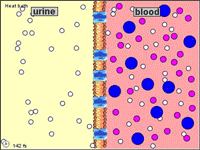 Heat Bath
urine
blood
142 fs